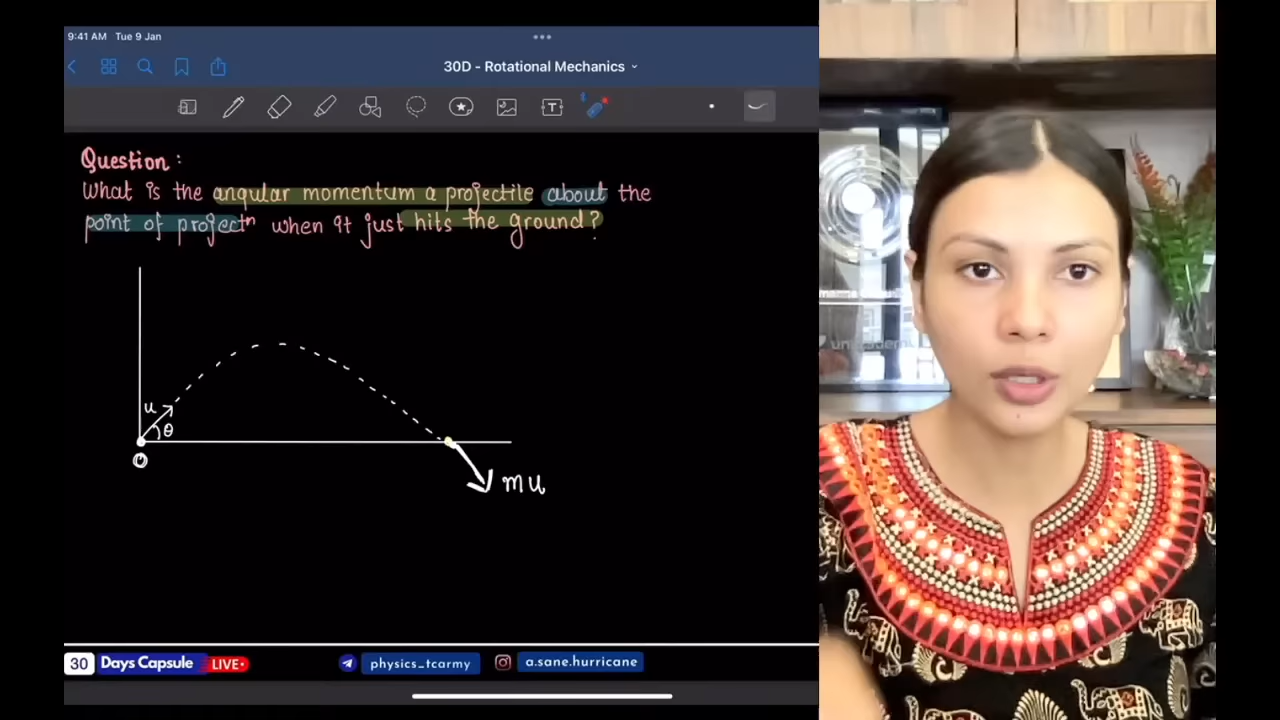 9:41 AM Tue 9 Jan
30D - Rotational Mechanics
Question :
What is the angular momentum a projectile about the
point of projectⁿ when it just hits the ground?
u
θ
O
mu
30 Days Capsule LIVE
physics_tcarmy
a.sane.hurricane